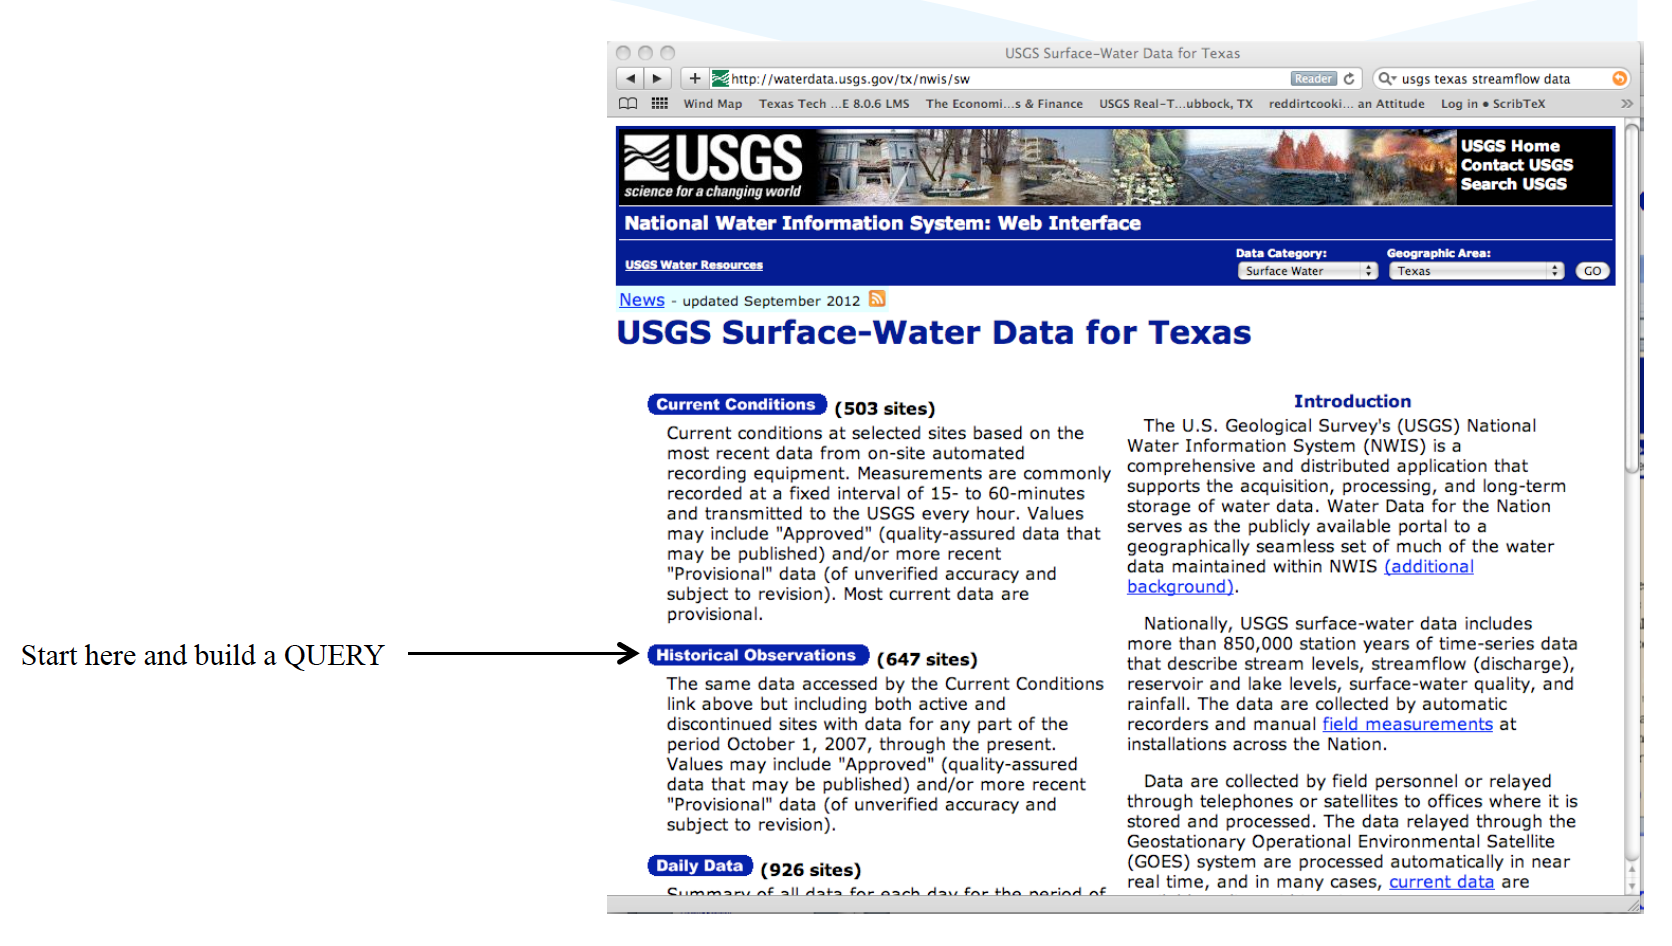 USGS Surface-Water Data for Texas
http://waterdata.usgs.gov/tx/nwis/sw
Reader
usgs texas streamflow data
Wind Map Texas Tech ...E 8.0.6 LMS The Economi...s & Finance USGS Real-T...ubbock, TX reddirtcooki... an Attitude Log in • ScribTeX
USGS
science for a changing world
USGS Home
Contact USGS
Search USGS
National Water Information System: Web Interface
USGS Water Resources
Data Category:
Surface Water
Geographic Area:
Texas
GO
News - updated September 2012
USGS Surface-Water Data for Texas
Start here and build a QUERY
Current Conditions (503 sites)
Current conditions at selected sites based on the
most recent data from on-site automated
recording equipment. Measurements are commonly
recorded at a fixed interval of 15- to 60-minutes
and transmitted to the USGS every hour. Values
may include "Approved" (quality-assured data that
may be published) and/or more recent
"Provisional" data (of unverified accuracy and
subject to revision). Most current data are
provisional.
Historical Observations (647 sites)
The same data accessed by the Current Conditions
link above but including both active and
discontinued sites with data for any part of the
period October 1, 2007, through the present.
Values may include "Approved" (quality-assured
data that may be published) and/or more recent
"Provisional" data (of unverified accuracy and
subject to revision).
Daily Data (926 sites)
Summary of all data for each day for the period of
Introduction
The U.S. Geological Survey's (USGS) National
Water Information System (NWIS) is a
comprehensive and distributed application that
supports the acquisition, processing, and long-term
storage of water data. Water Data for the Nation
serves as the publicly available portal to a
geographically seamless set of much of the water
data maintained within NWIS (additional
background).
Nationally, USGS surface-water data includes
more than 850,000 station years of time-series data
that describe stream levels, streamflow (discharge),
reservoir and lake levels, surface-water quality, and
rainfall. The data are collected by automatic
recorders and manual field measurements at
installations across the Nation.
Data are collected by field personnel or relayed
through telephones or satellites to offices where it is
stored and processed. The data relayed through the
Geostationary Operational Environmental Satellite
(GOES) system are processed automatically in near
real time, and in many cases, current data are